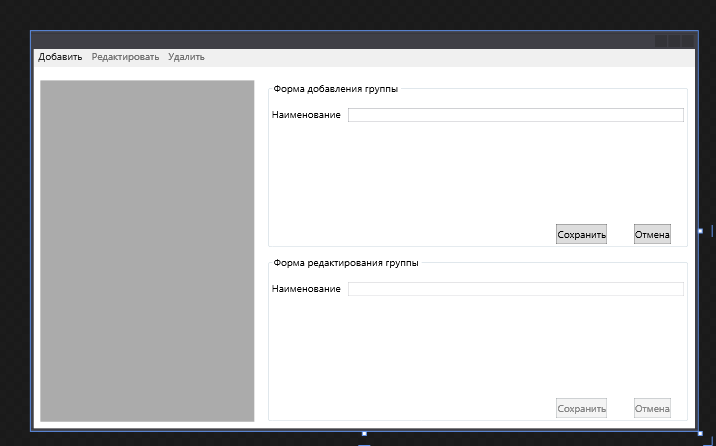 Добавить Редактировать Удалить
Форма добавления группы
Наименование
Сохранить Отмена
Форма редактирования группы
Наименование
Сохранить Отмена